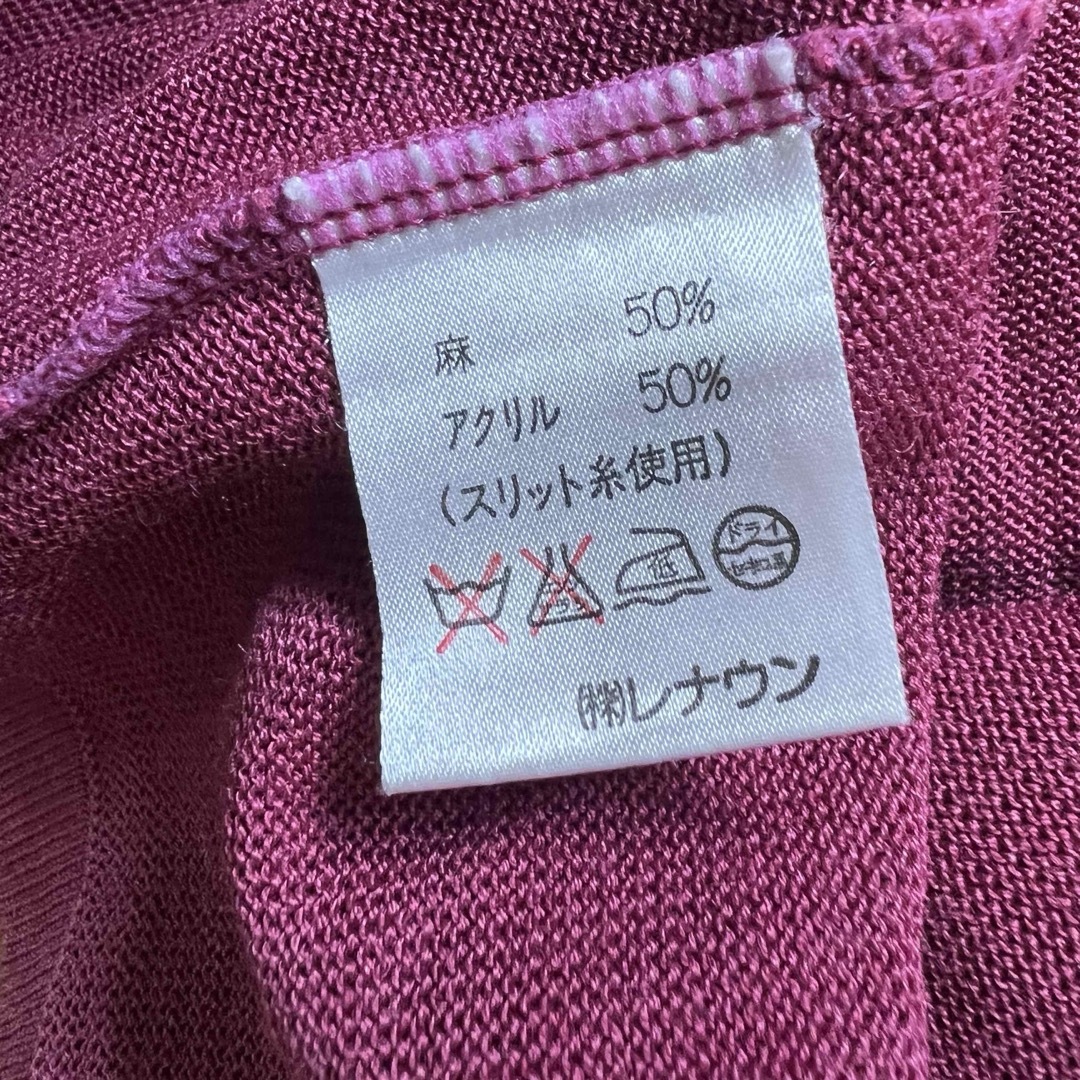 麻 50%
アクリル 50%
(スリット糸使用)
ドライ
㈱レナウン